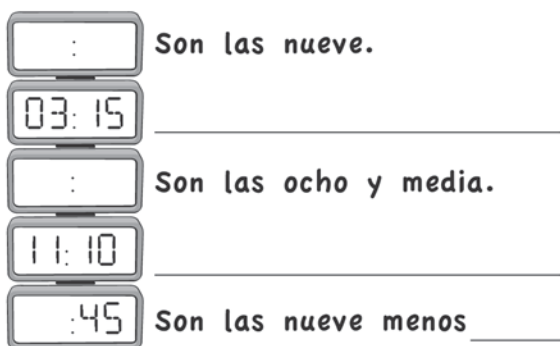 : Son las nueve.
03:15
: Son las ocho y media.
11:10
:45 Son las nueve menos